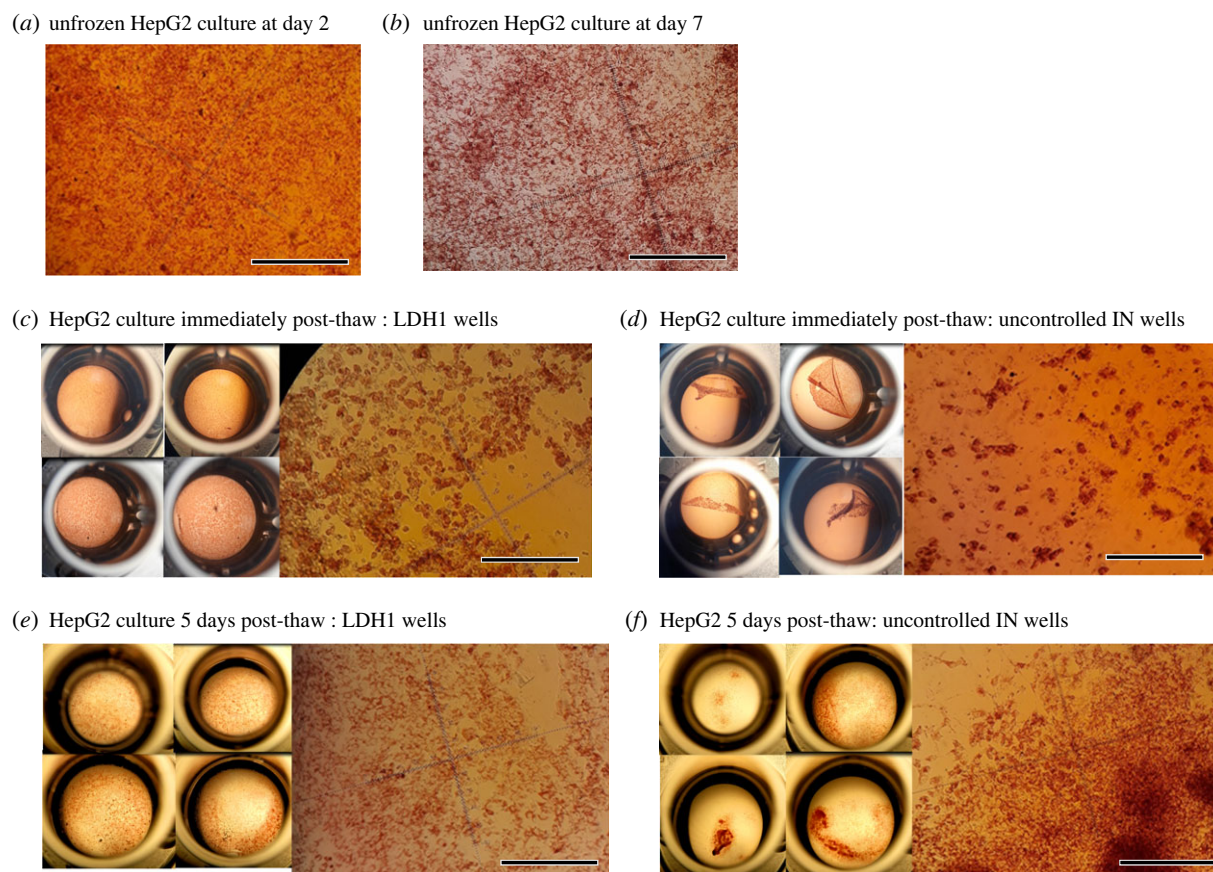 (a) unfrozen HepG2 culture at day 2
(b) unfrozen HepG2 culture at day 7
(c) HepG2 culture immediately post-thaw : LDH1 wells
(d) HepG2 culture immediately post-thaw: uncontrolled IN wells
(e) HepG2 culture 5 days post-thaw : LDH1 wells
(f) HepG2 5 days post-thaw: uncontrolled IN wells